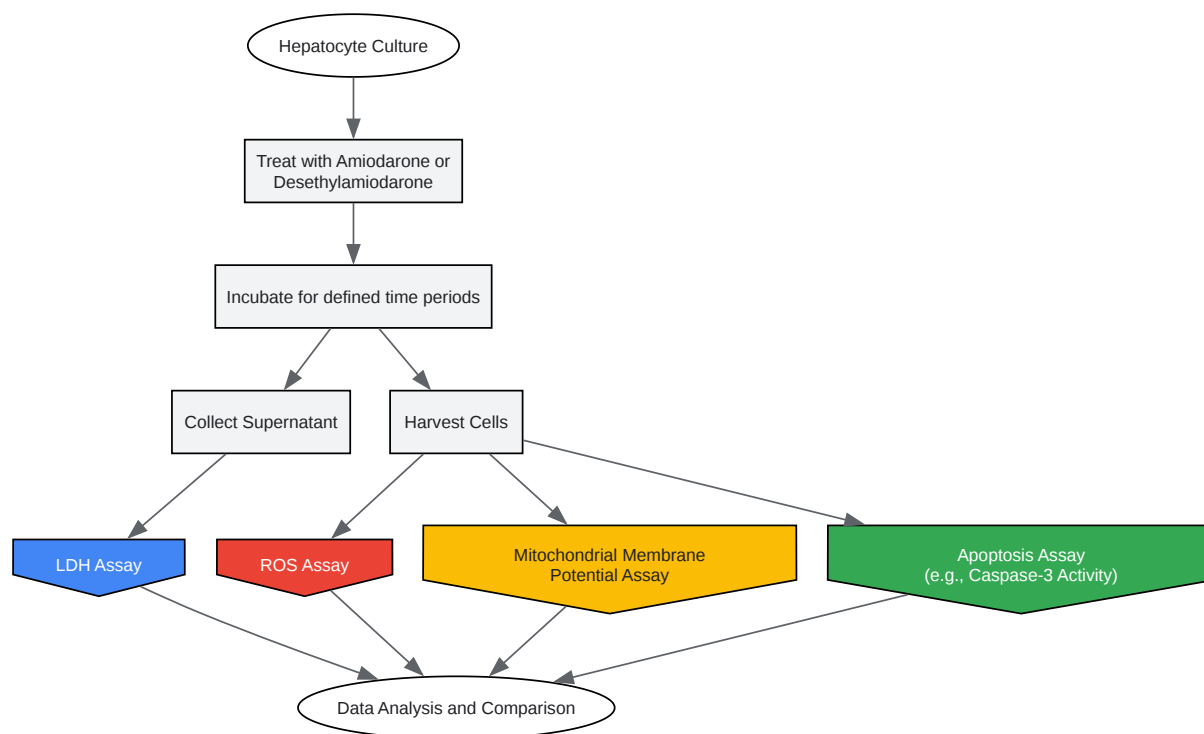 Hepatocyte Culture
Treat with Amiodarone or
Desethylamiodarone
Incubate for defined time periods
Collect Supernatant
Harvest Cells
LDH Assay
ROS Assay
Mitochondrial Membrane
Potential Assay
Apoptosis Assay
(e.g., Caspase-3 Activity)
Data Analysis and Comparison